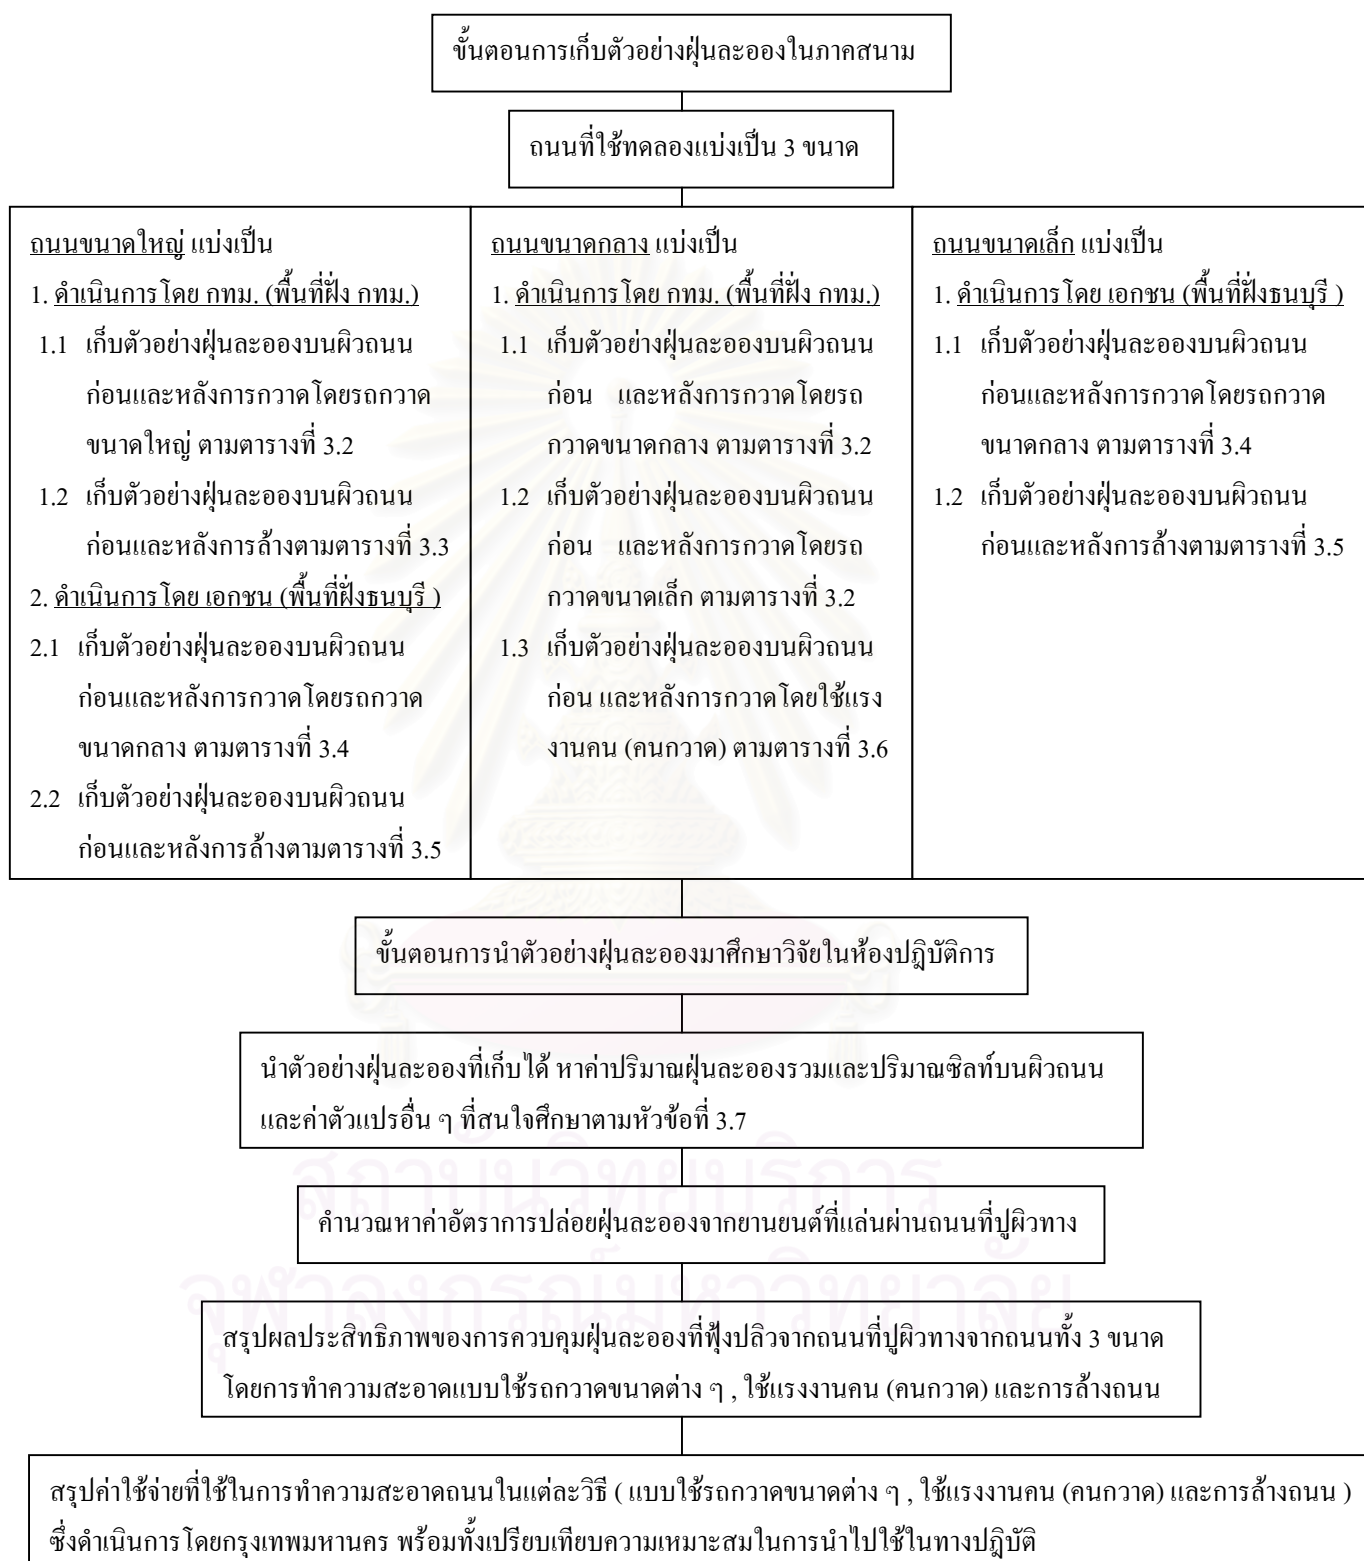 ขั้นตอนการเก็บตัวอย่างฝุ่นละอองในภาคสนาม
ถนนที่ใช้ทดลองแบ่งเป็น 3 ขนาด
ถนนขนาดใหญ่ แบ่งเป็น
1. ดำเนินการโดย กทม. (พื้นที่ฝั่ง กทม.)
1.1 เก็บตัวอย่างฝุ่นละอองบนผิวถนน
ก่อนและหลังการกวาดโดยรถกวาด
ขนาดใหญ่ ตามตารางที่ 3.2
1.2 เก็บตัวอย่างฝุ่นละอองบนผิวถนน
ก่อนและหลังการล้างตามตารางที่ 3.3
2. ดำเนินการโดย เอกชน (พื้นที่ฝั่งธนบุรี )
2.1 เก็บตัวอย่างฝุ่นละอองบนผิวถนน
ก่อนและหลังการกวาดโดยรถกวาด
ขนาดกลาง ตามตารางที่ 3.4
2.2 เก็บตัวอย่างฝุ่นละอองบนผิวถนน
ก่อนและหลังการล้างตามตารางที่ 3.5
ถนนขนาดกลาง แบ่งเป็น
1. ดำเนินการโดย กทม. (พื้นที่ฝั่ง กทม.)
1.1 เก็บตัวอย่างฝุ่นละอองบนผิวถนน
ก่อน และหลังการกวาดโดยรถ
กวาดขนาดกลาง ตามตารางที่ 3.2
1.2 เก็บตัวอย่างฝุ่นละอองบนผิวถนน
ก่อน และหลังการกวาดโดยรถ
กวาดขนาดเล็ก ตามตารางที่ 3.2
1.3 เก็บตัวอย่างฝุ่นละอองบนผิวถนน
ก่อน และหลังการกวาดโดยใช้แรง
งานคน (คนกวาด) ตามตารางที่ 3.6
ถนนขนาดเล็ก แบ่งเป็น
1. ดำเนินการโดย เอกชน (พื้นที่ฝั่งธนบุรี )
1.1 เก็บตัวอย่างฝุ่นละอองบนผิวถนน
ก่อนและหลังการกวาดโดยรถกวาด
ขนาดกลาง ตามตารางที่ 3.4
1.2 เก็บตัวอย่างฝุ่นละอองบนผิวถนน
ก่อนและหลังการล้างตามตารางที่ 3.5
ขั้นตอนการนำตัวอย่างฝุ่นละอองมาศึกษาวิจัยในห้องปฎิบัติการ
นำตัวอย่างฝุ่นละอองที่เก็บได้ หาค่าปริมาณฝุ่นละอองรวมและปริมาณซิลท์บนผิวถนน
และค่าตัวแปรอื่น ๆ ที่สนใจศึกษาตามหัวข้อที่ 3.7
สถาบันวิทยบริการ
คำนวณหาค่าอัตราการปล่อยฝุ่นละอองจากยานยนต์ที่แล่นผ่านถนนที่ปูผิวทาง
จุฬาลงกรณ์มหาวิทยาลัย
สรุปผลประสิทธิภาพของการควบคุมฝุ่นละอองที่ฟุ้งปลิวจากถนนที่ปูผิวทางจากถนนทั้ง 3 ขนาด
โดยการทำความสะอาดแบบใช้รถกวาดขนาดต่าง ๆ , ใช้แรงงานคน (คนกวาด) และการล้างถนน
สรุปค่าใช้จ่ายที่ใช้ในการทำความสะอาดถนนในแต่ละวิธี ( แบบใช้รถกวาดขนาดต่าง ๆ , ใช้แรงงานคน (คนกวาด) และการล้างถนน )
ซึ่งดำเนินการโดยกรุงเทพมหานคร พร้อมทั้งเปรียบเทียบความเหมาะสมในการนำไปใช้ในทางปฎิบัติ